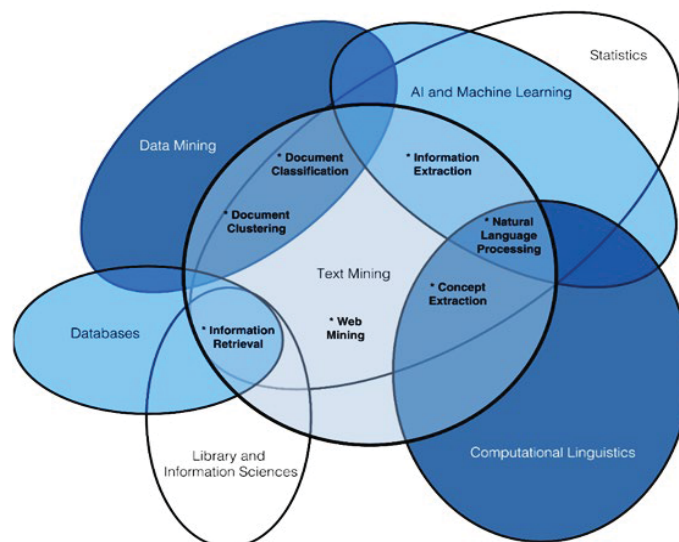 Statistics
AI and Machine Learning
Data Mining
* Document
Classification
* Information
Extraction
* Document
Clustering
* Natural
Language
Processing
Text Mining
* Concept
Extraction
Databases
* Information
Retrieval
* Web
Mining
Library and
Information Sciences
Computational Linguistics